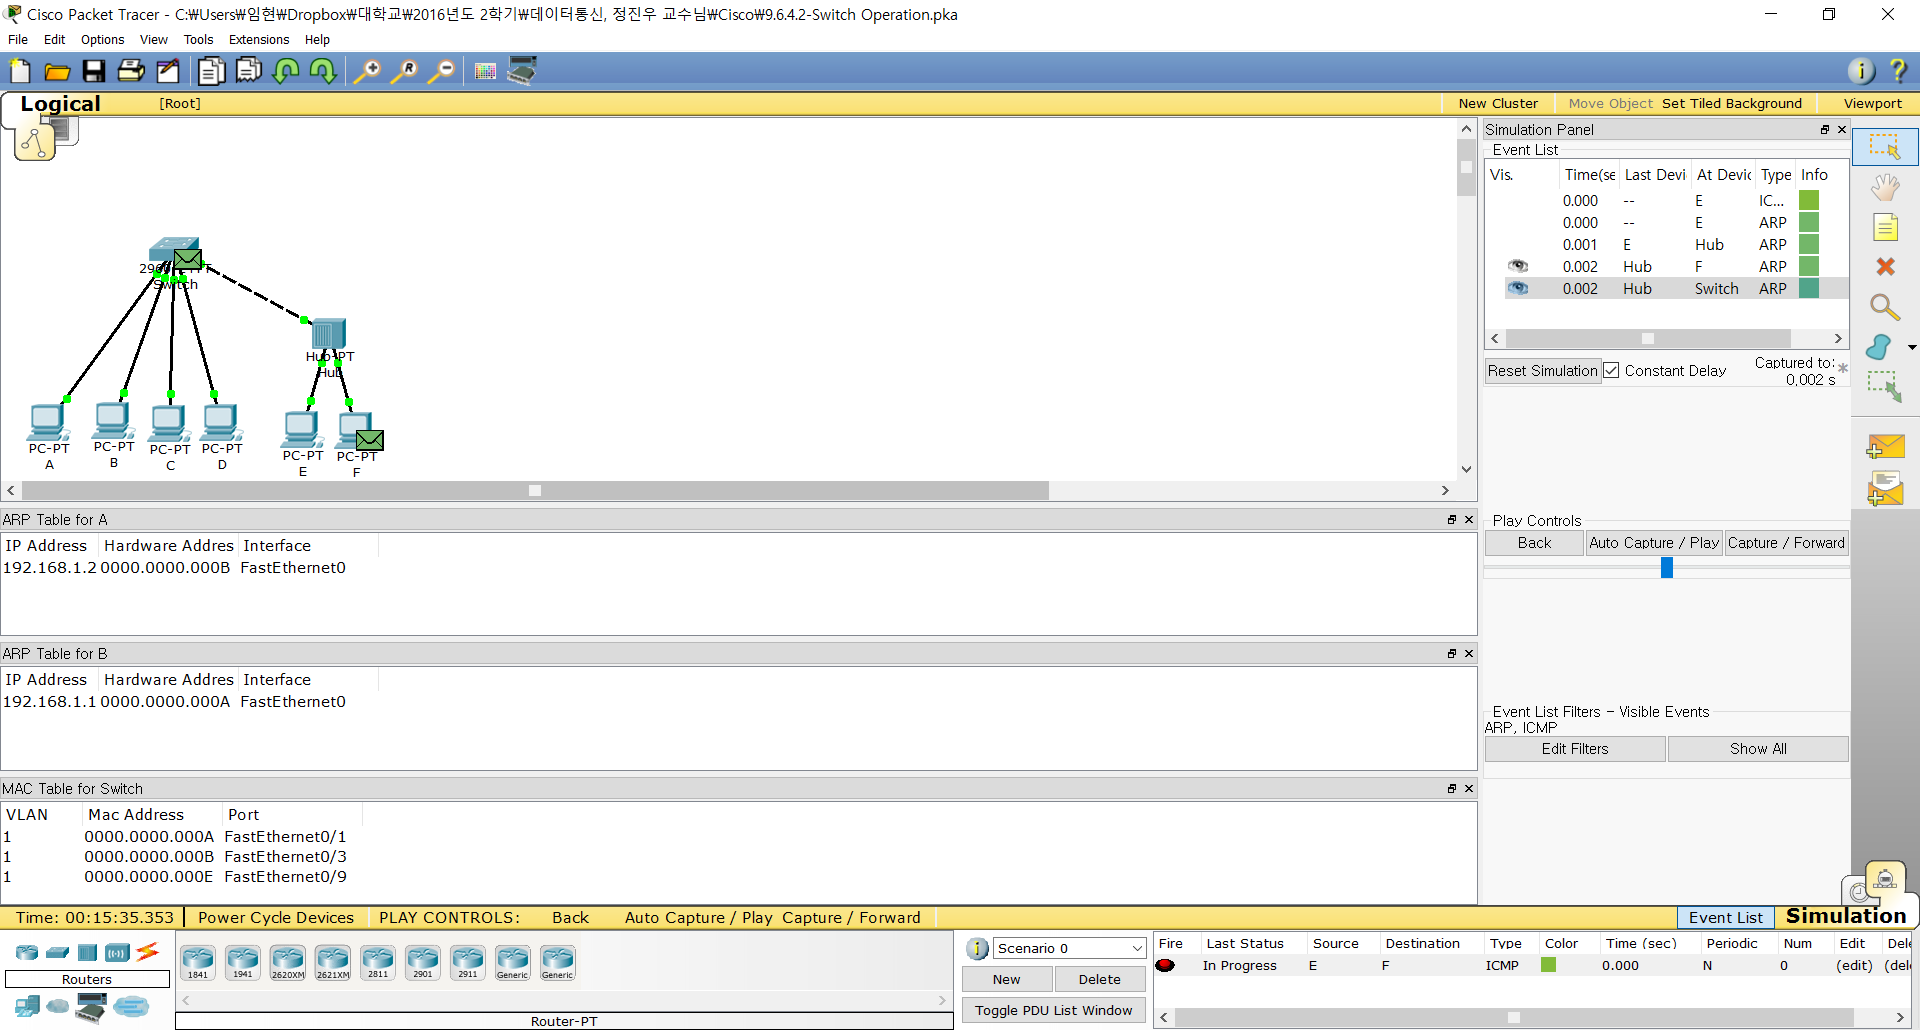 Cisco Packet Tracer - C:₩Users₩임현₩Dropbox₩대학교₩2016년도 2학기₩데이터통신, 정진우 교수님₩Cisco₩9.6.4.2-Switch Operation.pka
File Edit Options View Tools Extensions Help
Logical [Root] New Cluster Move Object Set Tiled Background Viewport
Simulation Panel
Event List
Vis. Time(se Last Devi At Devic Type Info
0.000 -- E IC...
0.000 -- E ARP
0.001 E Hub ARP
0.002 Hub F ARP
0.002 Hub Switch ARP
Reset Simulation Constant Delay Captured to: *
0.002 s
Switch
Hub-PT
Hub
PC-PT
A
PC-PT
B
PC-PT
C
PC-PT
D
PC-PT
E
PC-PT
F
Play Controls
Back Auto Capture / Play Capture / Forward
Event List Filters - Visible Events
ARP, ICMP
Edit Filters Show All
ARP Table for A
IP Address Hardware Addres Interface
192.168.1.2 0000.0000.000B FastEthernet0
ARP Table for B
IP Address Hardware Addres Interface
192.168.1.1 0000.0000.000A FastEthernet0
MAC Table for Switch
VLAN Mac Address Port
1 0000.0000.000A FastEthernet0/1
1 0000.0000.000B FastEthernet0/3
1 0000.0000.000E FastEthernet0/9
Time: 00:15:35.353 Power Cycle Devices PLAY CONTROLS: Back Auto Capture / Play Capture / Forward Event List Simulation
Routers
1841 1941 2620XM 2621XM 2811 2901 2911 Generic Generic
Router-PT
Scenario 0
New Delete
Toggle PDU List Window
Fire Last Status Source Destination Type Color Time (sec) Periodic Num Edit Dele
In Progress E F ICMP 0.000 N 0 (edit) (del